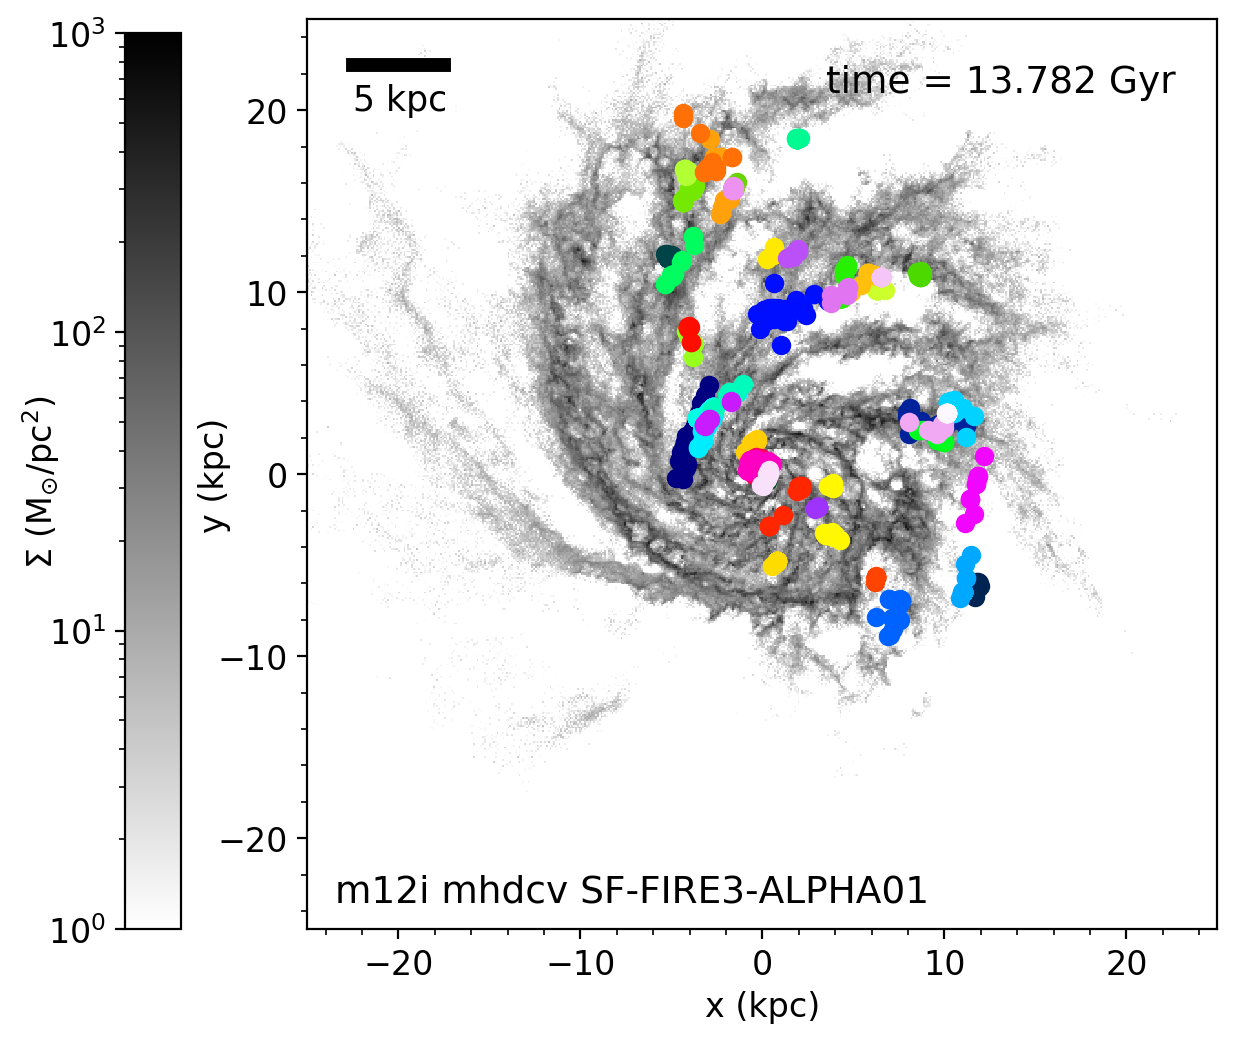 10³
10²
10¹
10⁰
Σ (M☉/pc²)
20
10
0
−10
−20
y (kpc)
5 kpc
time = 13.782 Gyr
m12i mhdcv SF-FIRE3-ALPHA01
−20
−10
0
10
20
x (kpc)